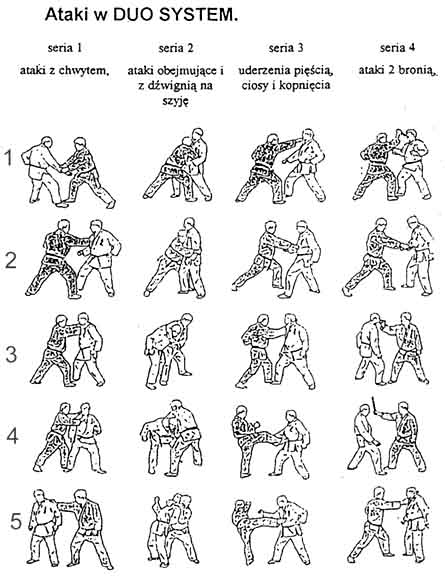 Ataki w DUO SYSTEM.
seria 1
ataki z chwytem.
seria 2
ataki obejmujące i
z dźwignią na
szyję
seria 3
uderzenia pięścią,
ciosy i kopnięcia
seria 4
ataki 2 bronią.
1
2
3
4
5